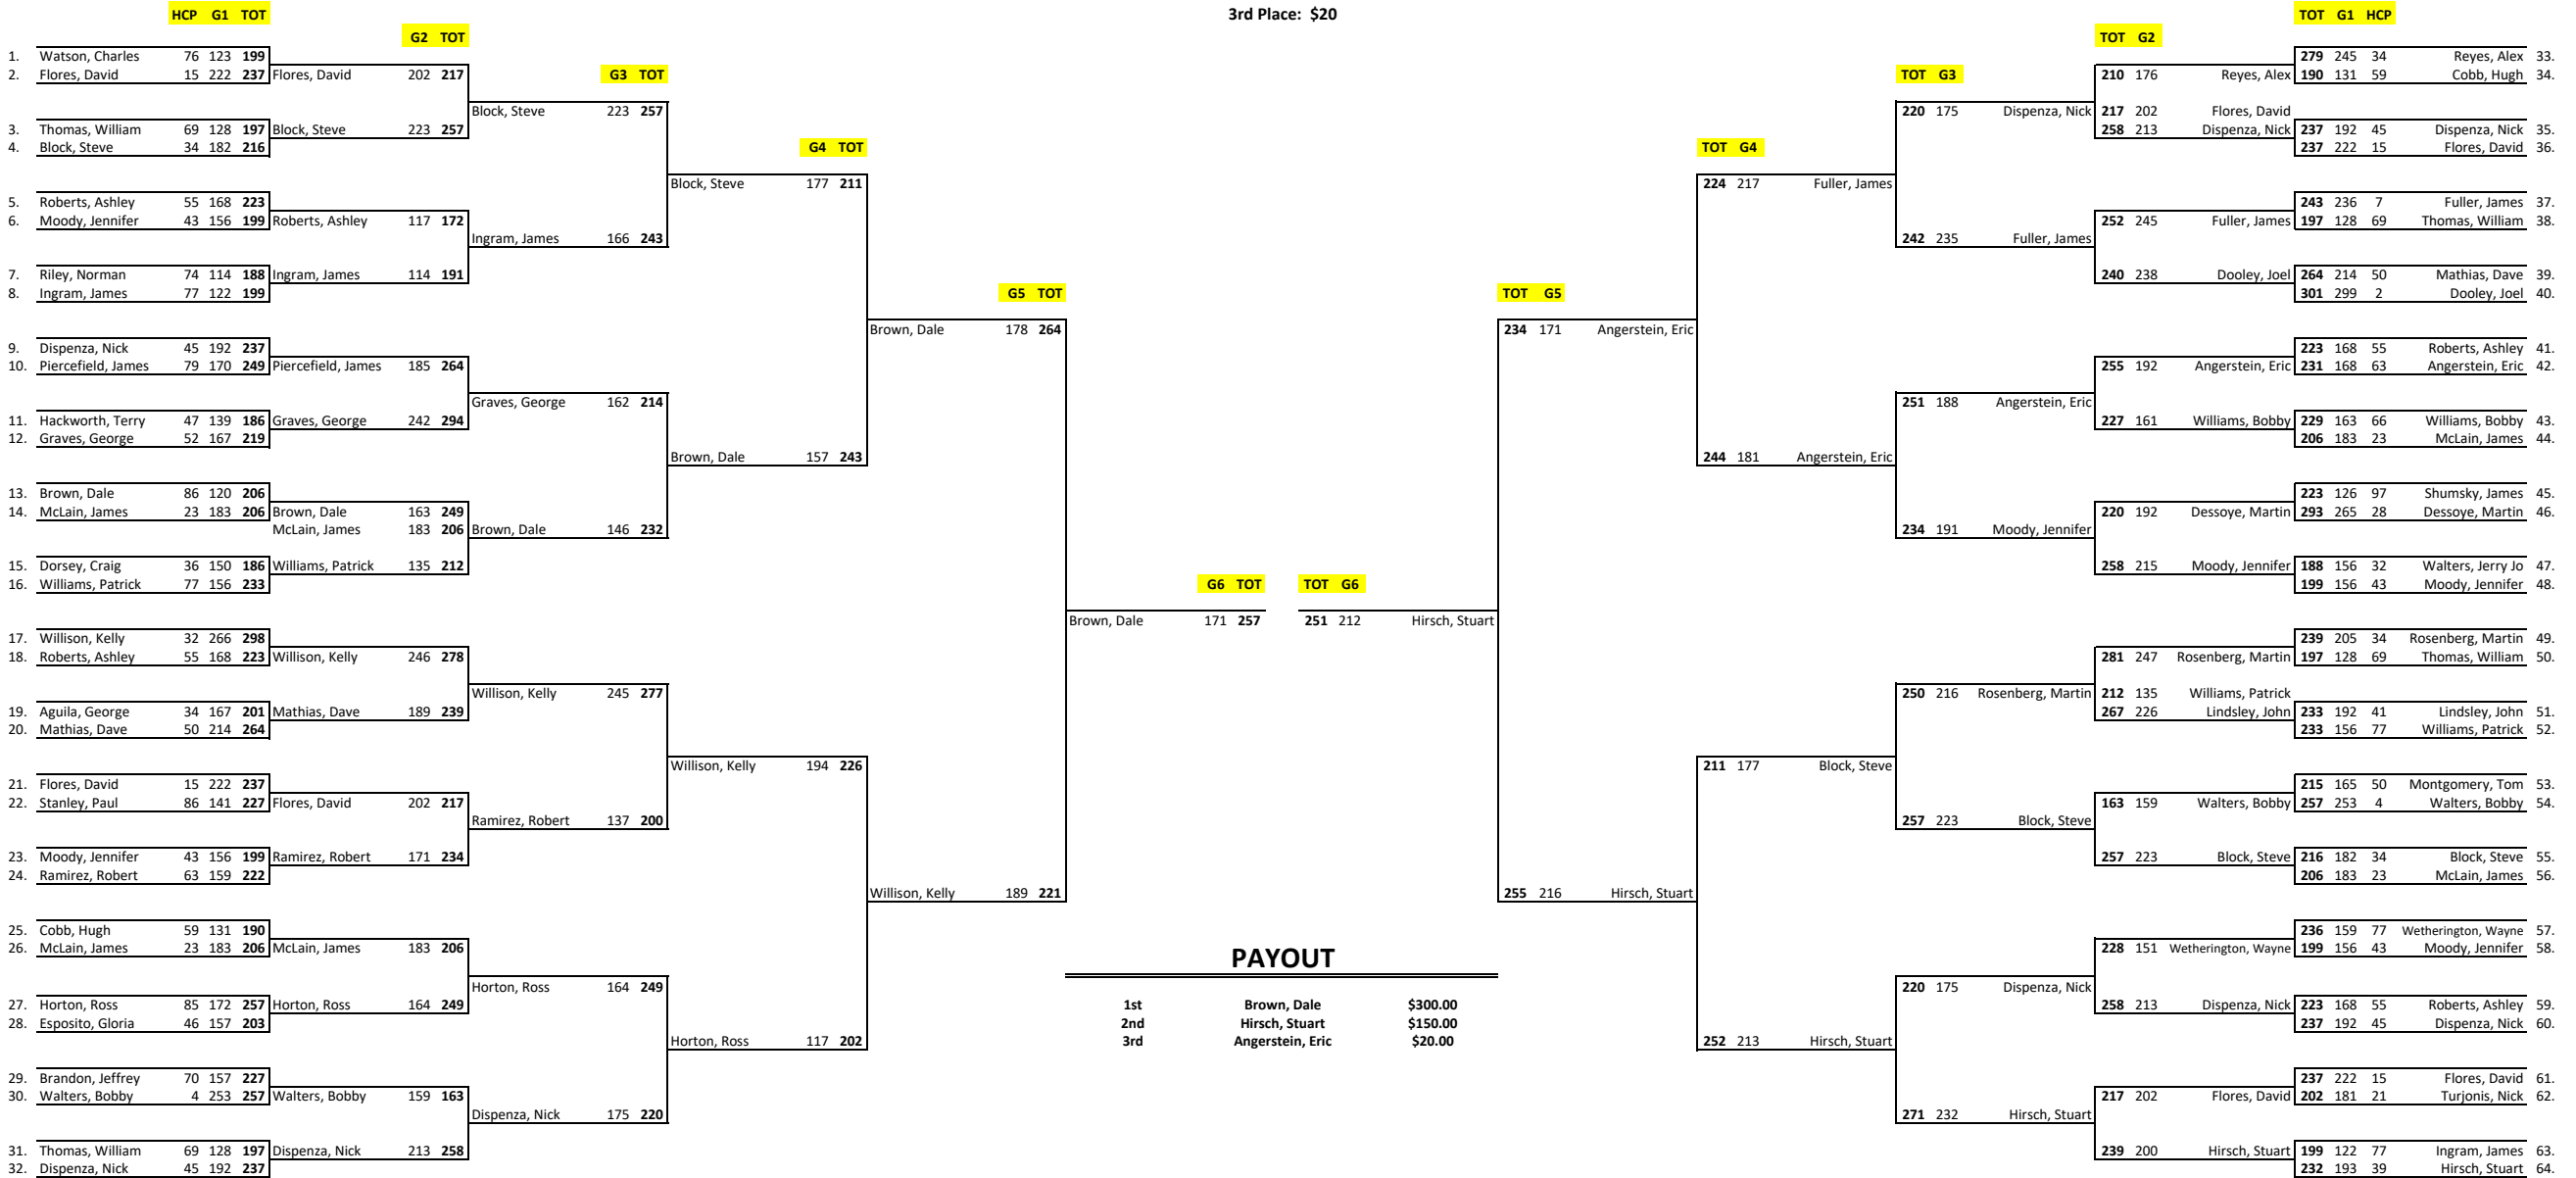 HCP G1 TOT 3rd Place: $20 TOT G1 HCP
G2 TOT TOT G2
1. Watson, Charles 76 123 199 279 245 34 Reyes, Alex 33.
2. Flores, David 15 222 237 Flores, David 202 217 G3 TOT TOT G3 210 176 Reyes, Alex 190 131 59 Cobb, Hugh 34.
Block, Steve 223 257 220 175 Dispenza, Nick 217 202 Flores, David
3. Thomas, William 69 128 197 Block, Steve 223 257 258 213 Dispenza, Nick 237 192 45 Dispenza, Nick 35.
4. Block, Steve 34 182 216 G4 TOT TOT G4 237 222 15 Flores, David 36.
Block, Steve 177 211 224 217 Fuller, James
5. Roberts, Ashley 55 168 223 243 236 7 Fuller, James 37.
6. Moody, Jennifer 43 156 199 Roberts, Ashley 117 172 252 245 Fuller, James 197 128 69 Thomas, William 38.
Ingram, James 166 243 242 235 Fuller, James
7. Riley, Norman 74 114 188 Ingram, James 114 191 240 238 Dooley, Joel 264 214 50 Mathias, Dave 39.
8. Ingram, James 77 122 199 G5 TOT TOT G5 301 299 2 Dooley, Joel 40.
Brown, Dale 178 264 234 171 Angerstein, Eric
9. Dispenza, Nick 45 192 237 223 168 55 Roberts, Ashley 41.
10. Piercefield, James 79 170 249 Piercefield, James 185 264 255 192 Angerstein, Eric 231 168 63 Angerstein, Eric 42.
Graves, George 162 214 251 188 Angerstein, Eric
11. Hackworth, Terry 47 139 186 Graves, George 242 294 227 161 Williams, Bobby 229 163 66 Williams, Bobby 43.
12. Graves, George 52 167 219 206 183 23 McLain, James 44.
Brown, Dale 157 243 244 181 Angerstein, Eric
13. Brown, Dale 86 120 206 223 126 97 Shumsky, James 45.
14. McLain, James 23 183 206 Brown, Dale 163 249 220 192 Dessoye, Martin 293 265 28 Dessoye, Martin 46.
McLain, James 183 206 Brown, Dale 146 232 234 191 Moody, Jennifer
15. Dorsey, Craig 36 150 186 Williams, Patrick 135 212 258 215 Moody, Jennifer 188 156 32 Walters, Jerry Jo 47.
16. Williams, Patrick 77 156 233 G6 TOT TOT G6 199 156 43 Moody, Jennifer 48.
Brown, Dale 171 257 251 212 Hirsch, Stuart
17. Willison, Kelly 32 266 298 239 205 34 Rosenberg, Martin 49.
18. Roberts, Ashley 55 168 223 Willison, Kelly 246 278 281 247 Rosenberg, Martin 197 128 69 Thomas, William 50.
Willison, Kelly 245 277 250 216 Rosenberg, Martin 212 135 Williams, Patrick
19. Aguila, George 34 167 201 Mathias, Dave 189 239 267 226 Lindsley, John 233 192 41 Lindsley, John 51.
20. Mathias, Dave 50 214 264 233 156 77 Williams, Patrick 52.
Willison, Kelly 194 226 211 177 Block, Steve
21. Flores, David 15 222 237 215 165 50 Montgomery, Tom 53.
22. Stanley, Paul 86 141 227 Flores, David 202 217 163 159 Walters, Bobby 257 253 4 Walters, Bobby 54.
Ramirez, Robert 137 200 257 223 Block, Steve
23. Moody, Jennifer 43 156 199 Ramirez, Robert 171 234 257 223 Block, Steve 216 182 34 Block, Steve 55.
24. Ramirez, Robert 63 159 222 206 183 23 McLain, James 56.
Willison, Kelly 189 221 255 216 Hirsch, Stuart
25. Cobb, Hugh 59 131 190 236 159 77 Wetherington, Wayne 57.
26. McLain, James 23 183 206 McLain, James 183 206 PAYOUT 228 151 Wetherington, Wayne 199 156 43 Moody, Jennifer 58.
Horton, Ross 164 249 220 175 Dispenza, Nick
27. Horton, Ross 85 172 257 Horton, Ross 164 249 1st Brown, Dale $300.00 258 213 Dispenza, Nick 223 168 55 Roberts, Ashley 59.
28. Esposito, Gloria 46 157 203 2nd Hirsch, Stuart $150.00 237 192 45 Dispenza, Nick 60.
Horton, Ross 117 202 3rd Angerstein, Eric $20.00 252 213 Hirsch, Stuart
29. Brandon, Jeffrey 70 157 227 237 222 15 Flores, David 61.
30. Walters, Bobby 4 253 257 Walters, Bobby 159 163 217 202 Flores, David 202 181 21 Turjonis, Nick 62.
Dispenza, Nick 175 220 271 232 Hirsch, Stuart
31. Thomas, William 69 128 197 Dispenza, Nick 213 258 239 200 Hirsch, Stuart 199 122 77 Ingram, James 63.
32. Dispenza, Nick 45 192 237 232 193 39 Hirsch, Stuart 64.